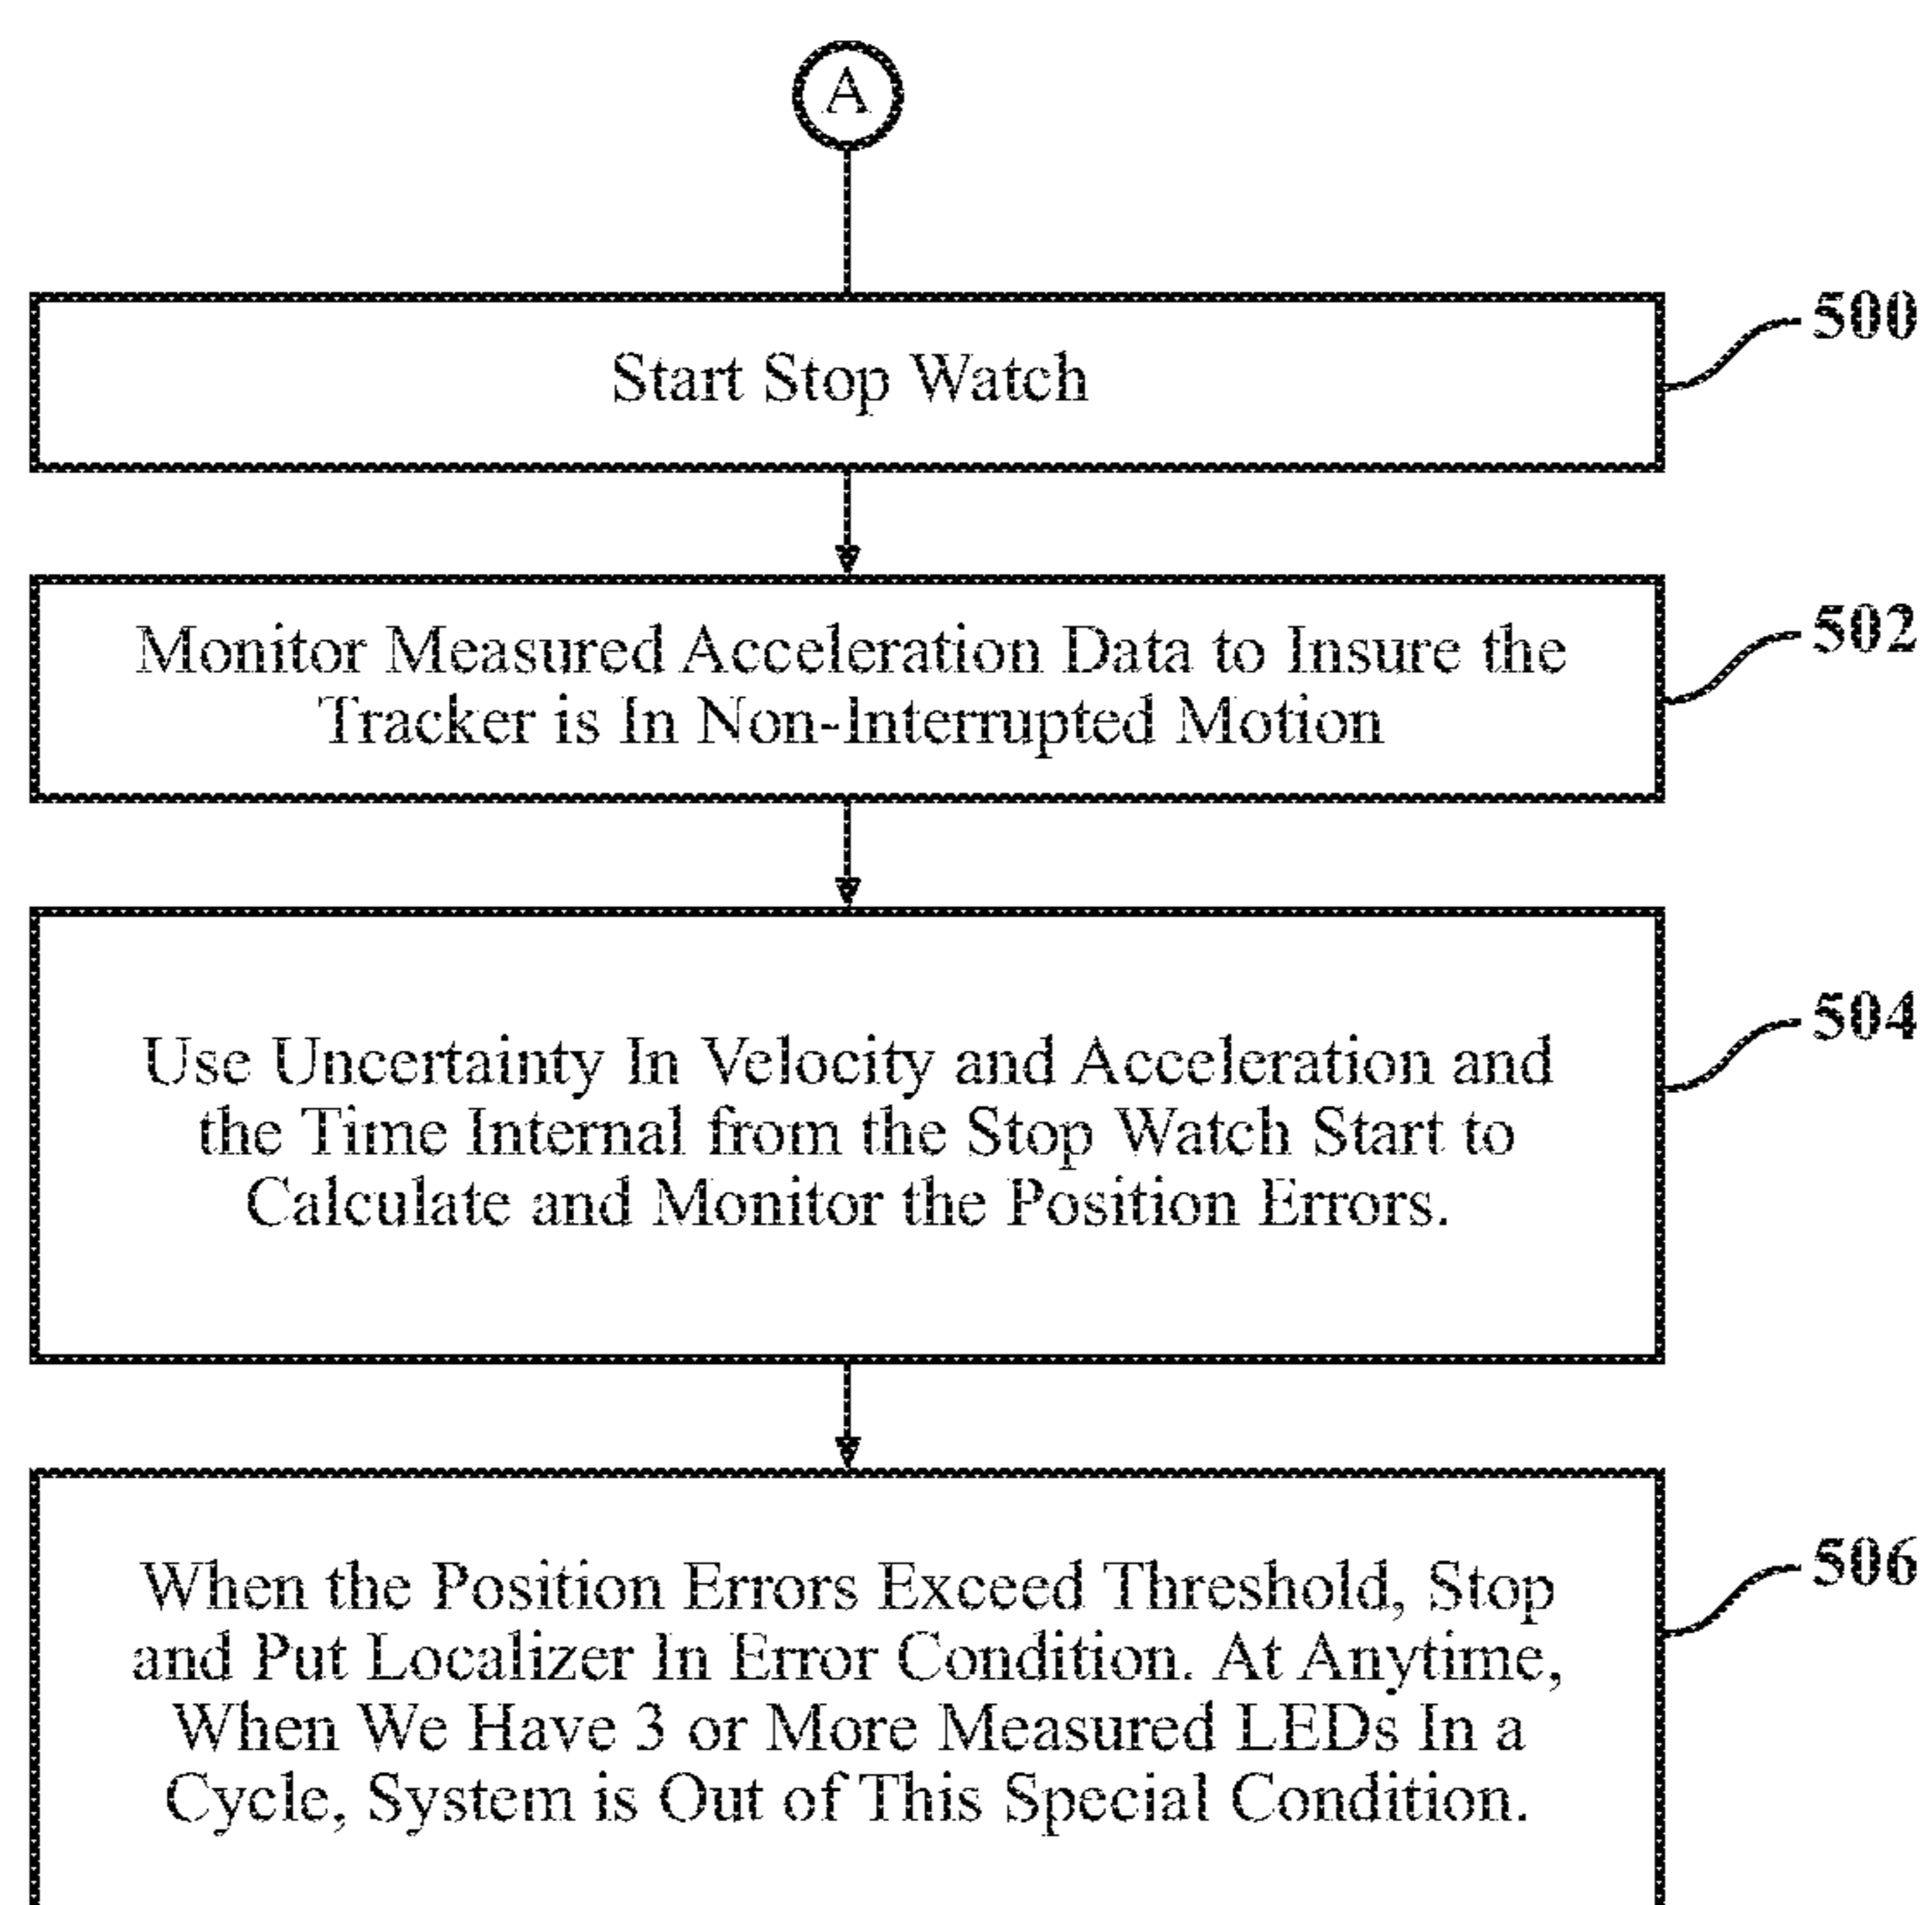 A
Start Stop Watch
500
Monitor Measured Acceleration Data to Insure the
Tracker is In Non-Interrupted Motion
502
Use Uncertainty In Velocity and Acceleration and
the Time Internal from the Stop Watch Start to
Calculate and Monitor the Position Errors.
504
When the Position Errors Exceed Threshold, Stop
and Put Localizer In Error Condition. At Anytime,
When We Have 3 or More Measured LEDs In a
Cycle, System is Out of This Special Condition.
506